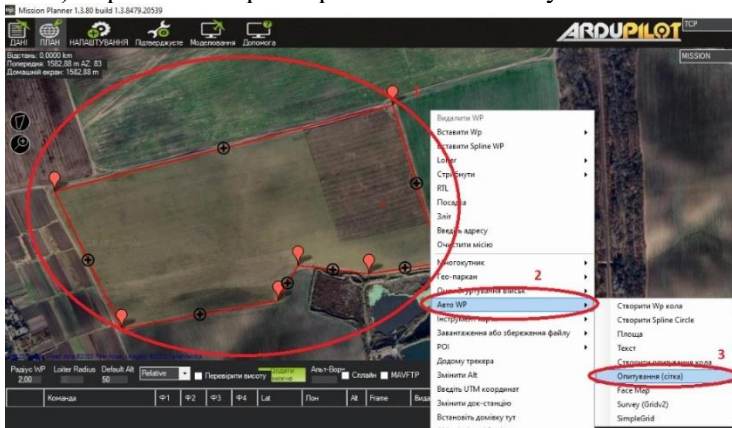 Mission Planner 1.3.80 build 1.3.8479.20539
ДАНІ ПЛАН НАЛАШТУВАННЯ Підтверджуєте Моделювання Допомога
ARDUPILOT
TCP
MISSION
Відстань: 0,0000 km
Попередня: 1582,88 m AZ: 83
Домашній екран: 1582,88 m
1
Видалити WP
Вставити Wp
Вставити Spline WP
Loiter
Стрибнути
RTL
Посадка
Зліт
Введіть адресу
Очистити місію
Многокутник
Гео-паркан
2
Авто WP
Завантаження або збереження файлу
POI
Додому трекера
Змінити Alt
Введіть UTM координат
Змінити док-станцію
Встановіть домівку тут
Створити Wp кола
Створити Spline Circle
Площа
Текст
Створити опитування кола
3
Опитування (сітка)
Face Map
Survey (Gridv2)
SimpleGrid
Радіус WP Loiter Radius Default Alt
2,00 50 Relative Перевірити висоту Сплайн MAVFTP
Команда Ф1 Ф2 Ф3 Ф4 Lat Лон Alt Frame